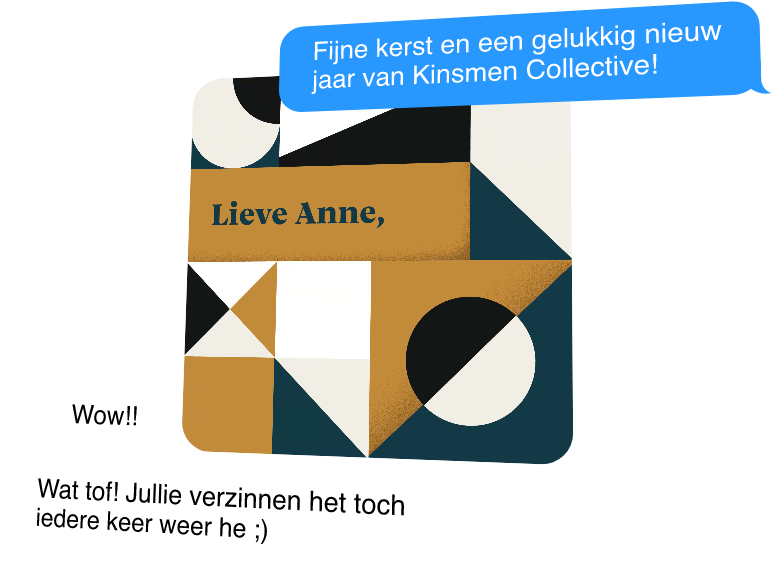 Fijne kerst en een gelukkig nieuw
jaar van Kinsmen Collective!
Lieve Anne,
Wow!!
Wat tof! Jullie verzinnen het toch
iedere keer weer he ;)